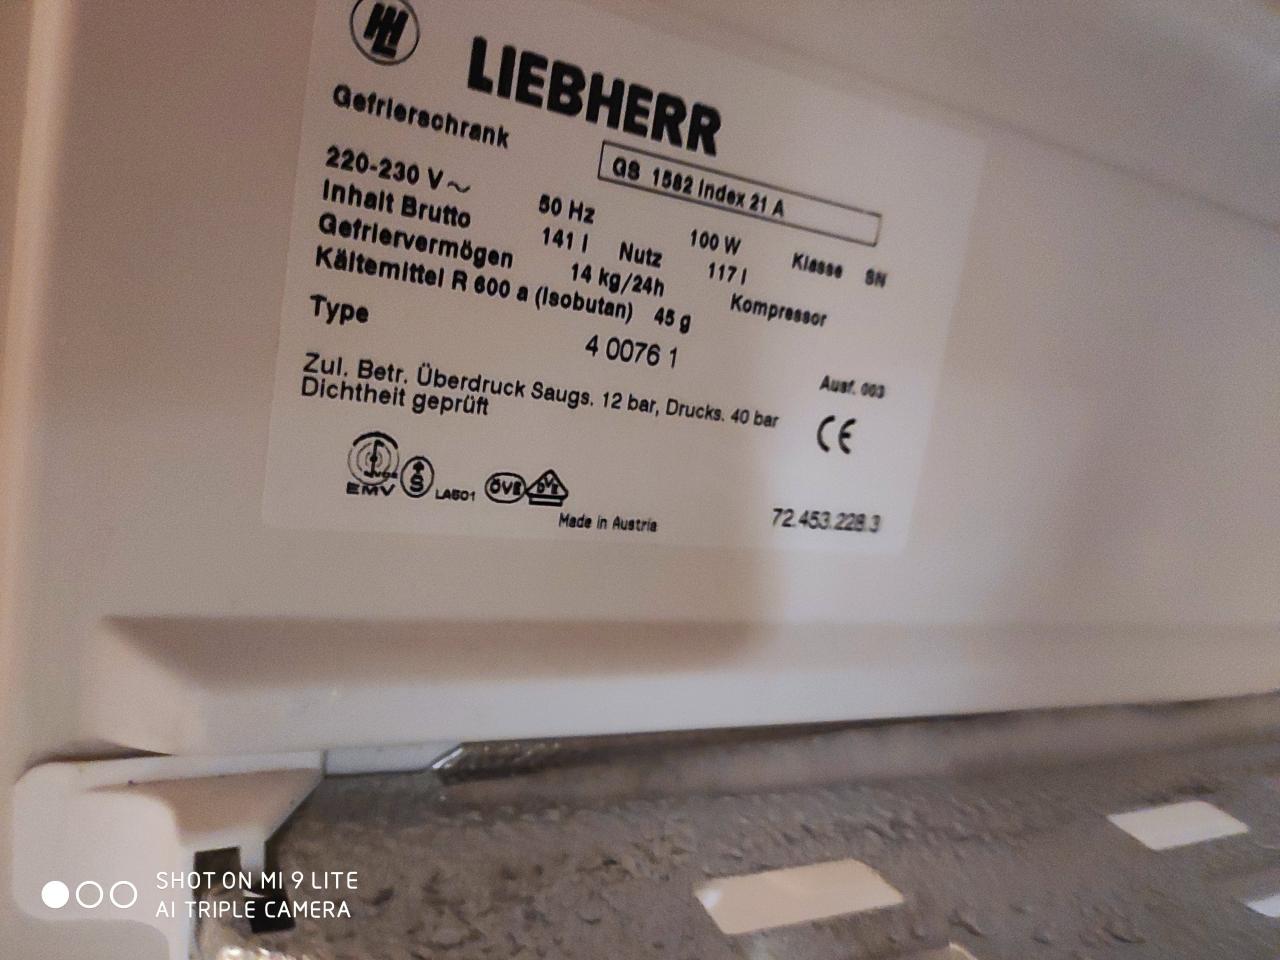 LIEBHERR
Gefrierschrank
GS 1582 Index 21 A
220-230 V~ 50 Hz 100 W Klasse SN
Inhalt Brutto 141 l Nutz 117 l
Gefriervermögen 14 kg/24h Kompressor
Kältemittel R 600 a (Isobutan) 45 g
Type 4 0076 1 Ausf. 003
Zul. Betr. Überdruck Saugs. 12 bar, Drucks. 40 bar
Dichtheit geprüft CE
EMV S LA501 ÖVE DVE
Made in Austria 72.453.228.3
SHOT ON MI 9 LITE
AI TRIPLE CAMERA